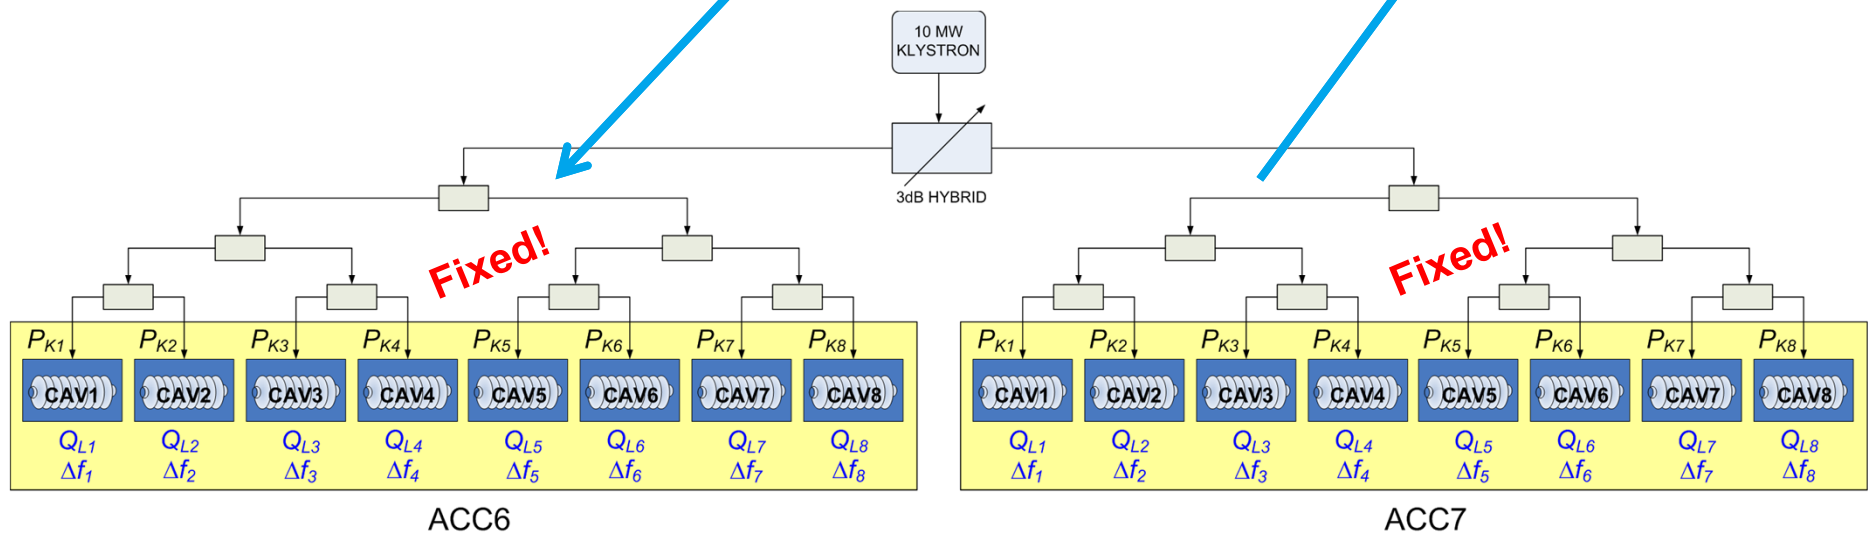 10 MW
KLYSTRON
3dB HYBRID
Fixed!
Fixed!
PK1 PK2 PK3 PK4 PK5 PK6 PK7 PK8
PK1 PK2 PK3 PK4 PK5 PK6 PK7 PK8
CAV1 CAV2 CAV3 CAV4 CAV5 CAV6 CAV7 CAV8
CAV1 CAV2 CAV3 CAV4 CAV5 CAV6 CAV7 CAV8
QL1 QL2 QL3 QL4 QL5 QL6 QL7 QL8
QL1 QL2 QL3 QL4 QL5 QL6 QL7 QL8
Δf1 Δf2 Δf3 Δf4 Δf5 Δf6 Δf7 Δf8
Δf1 Δf2 Δf3 Δf4 Δf5 Δf6 Δf7 Δf8
ACC6
ACC7